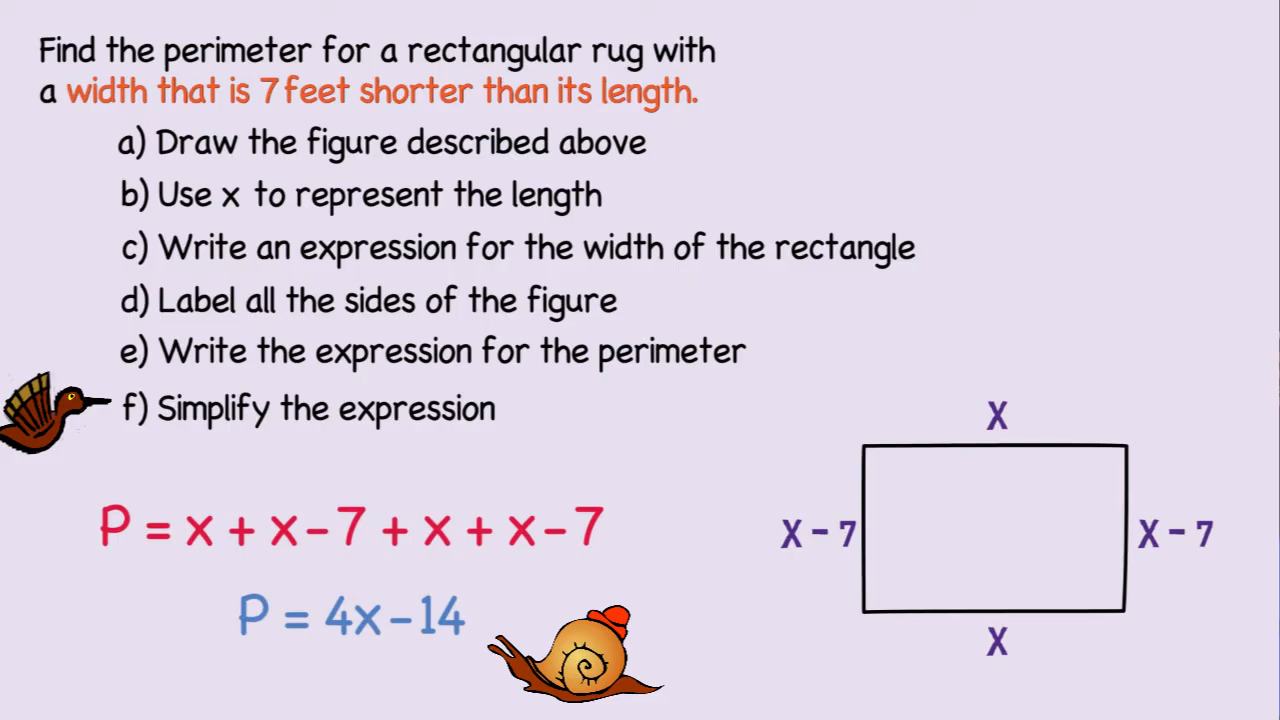 Find the perimeter for a rectangular rug with
a width that is 7 feet shorter than its length.
a) Draw the figure described above
b) Use x to represent the length
c) Write an expression for the width of the rectangle
d) Label all the sides of the figure
e) Write the expression for the perimeter
f) Simplify the expression
P = x + x - 7 + x + x - 7
P = 4x - 14
X
X - 7
X - 7
X